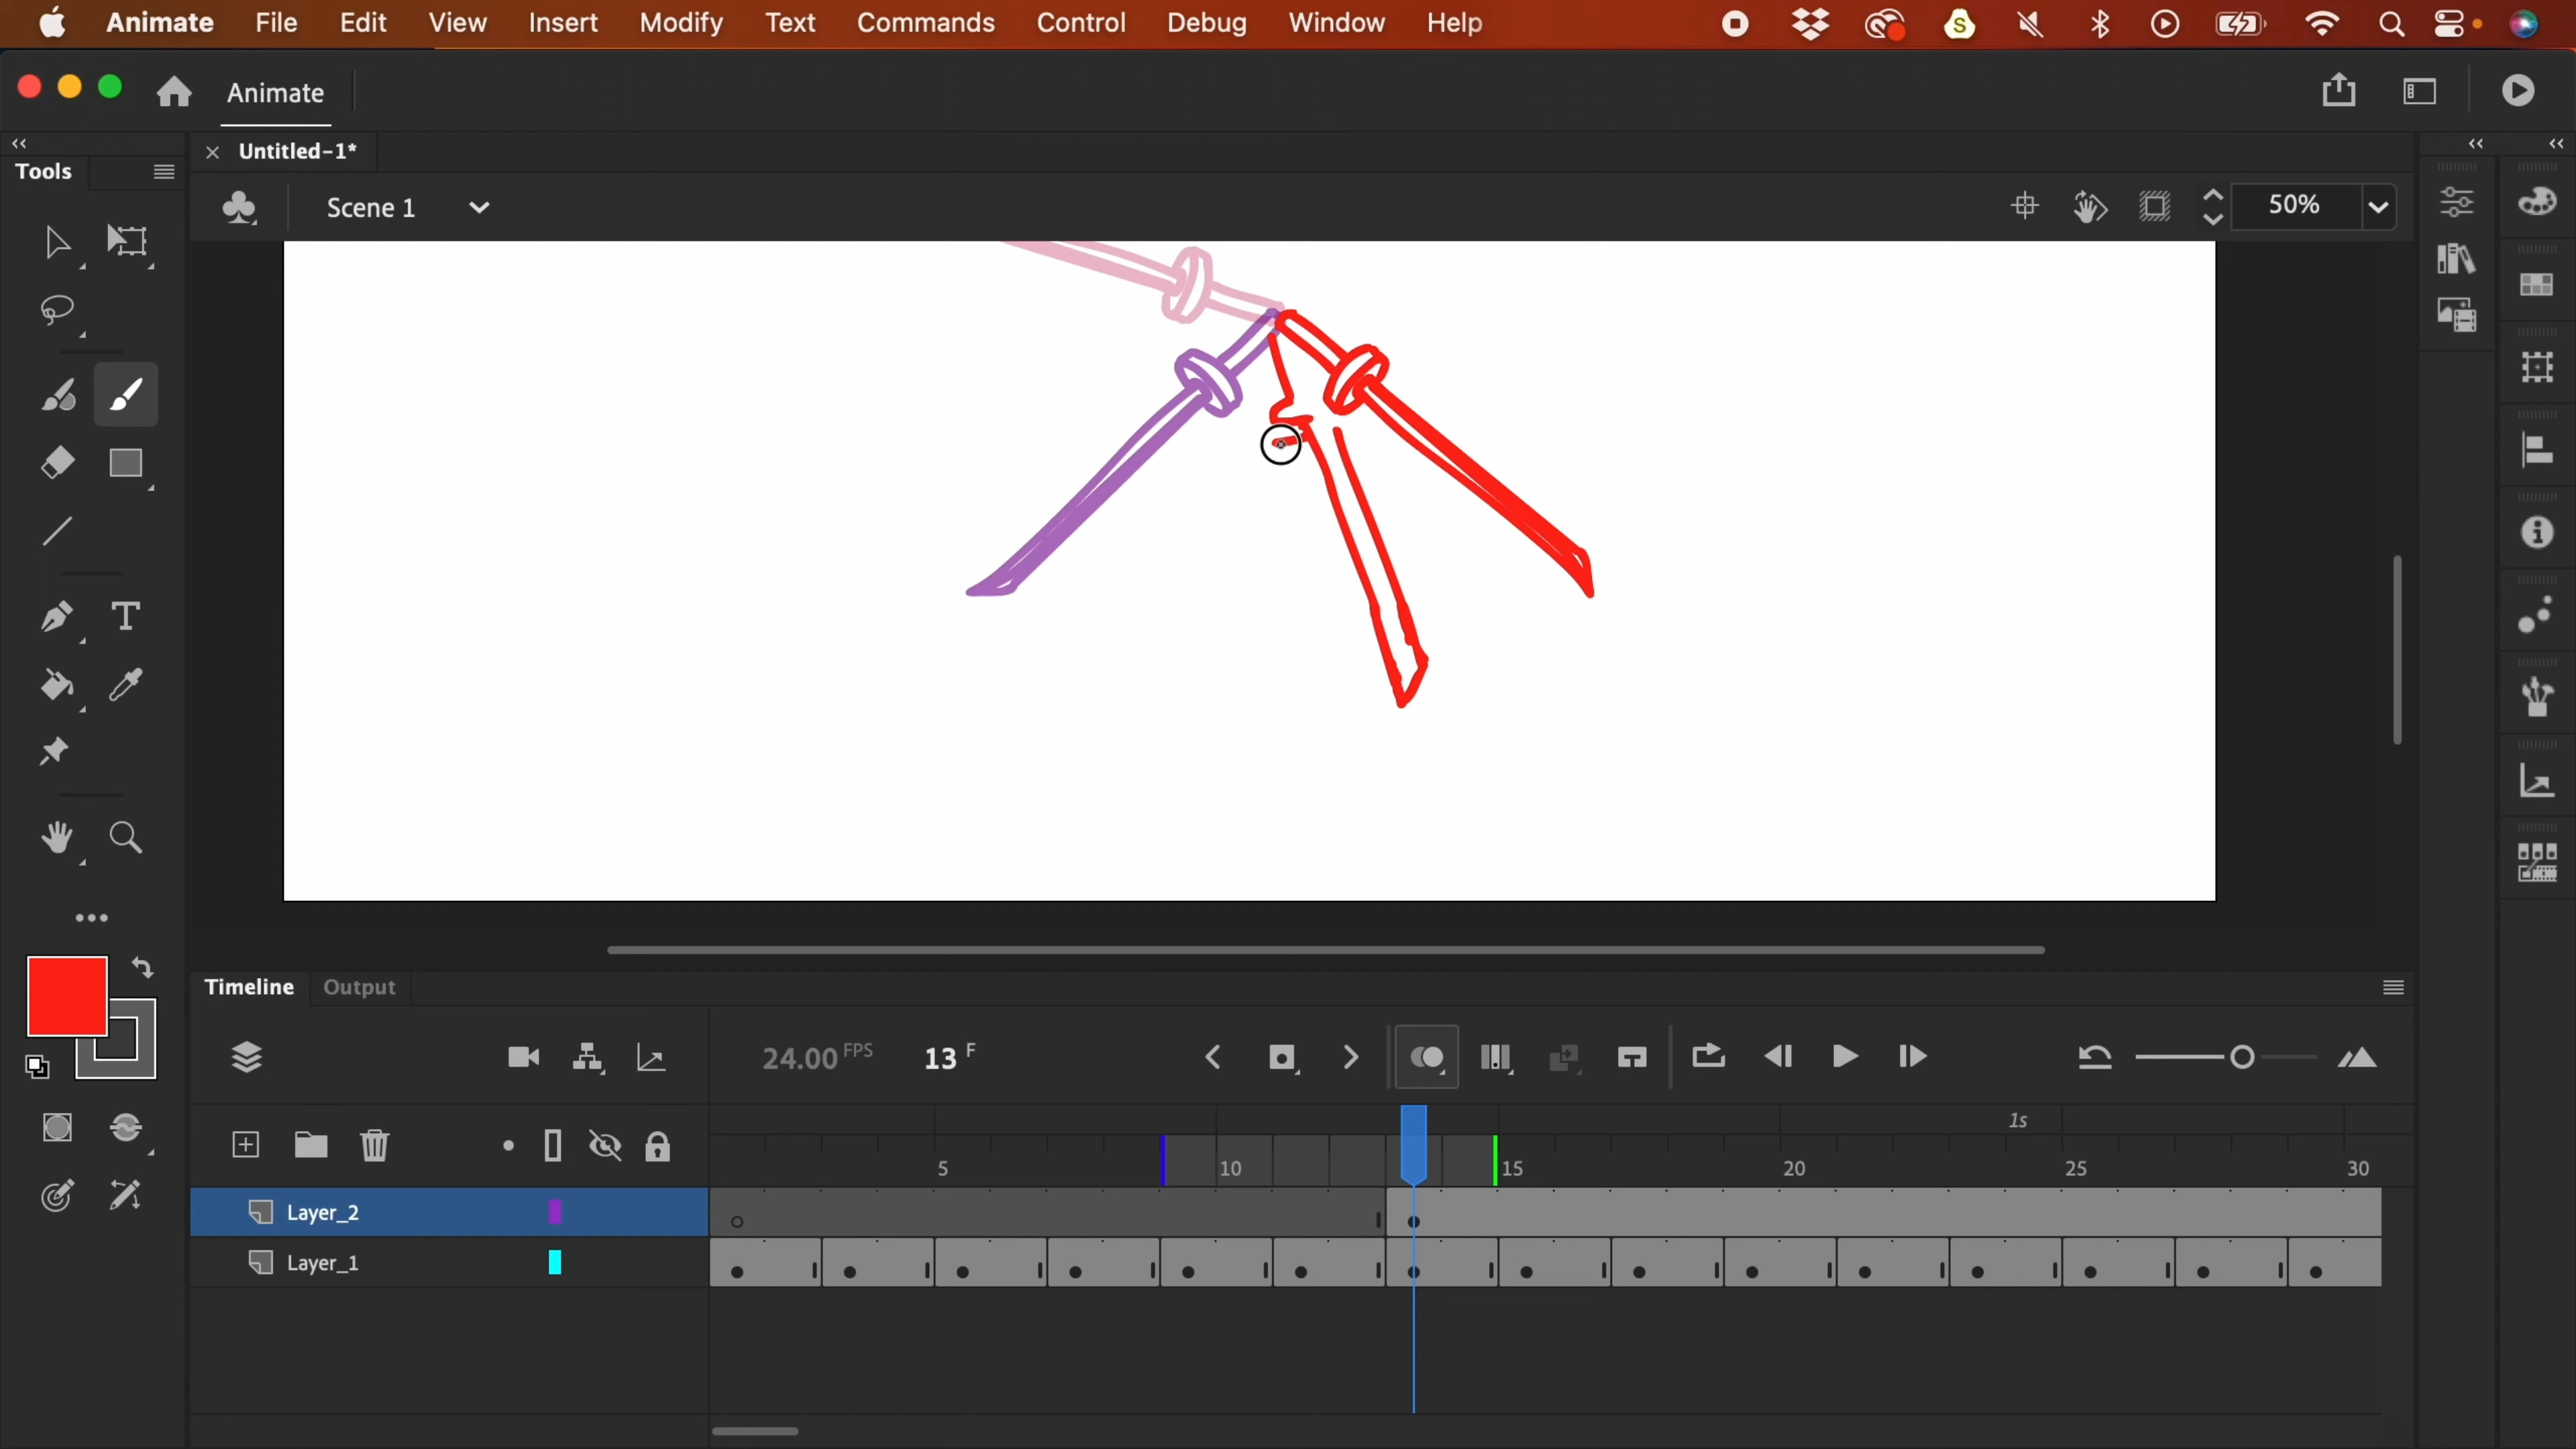 Animate File Edit View Insert Modify Text Commands Control Debug Window Help
Animate
Untitled-1*
Tools
Scene 1
50%
Timeline Output
24.00 FPS 13 F
1s
5 10 15 20 25 30
Layer_2
Layer_1